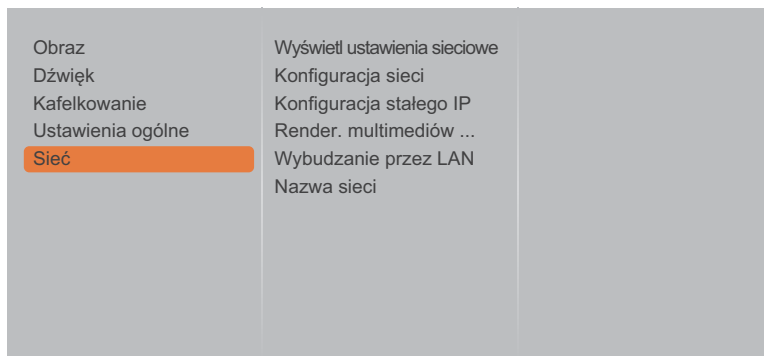 Obraz
Dźwięk
Kafelkowanie
Ustawienia ogólne
Sieć
Wyświetl ustawienia sieciowe
Konfiguracja sieci
Konfiguracja stałego IP
Render. multimediów ...
Wybudzanie przez LAN
Nazwa sieci